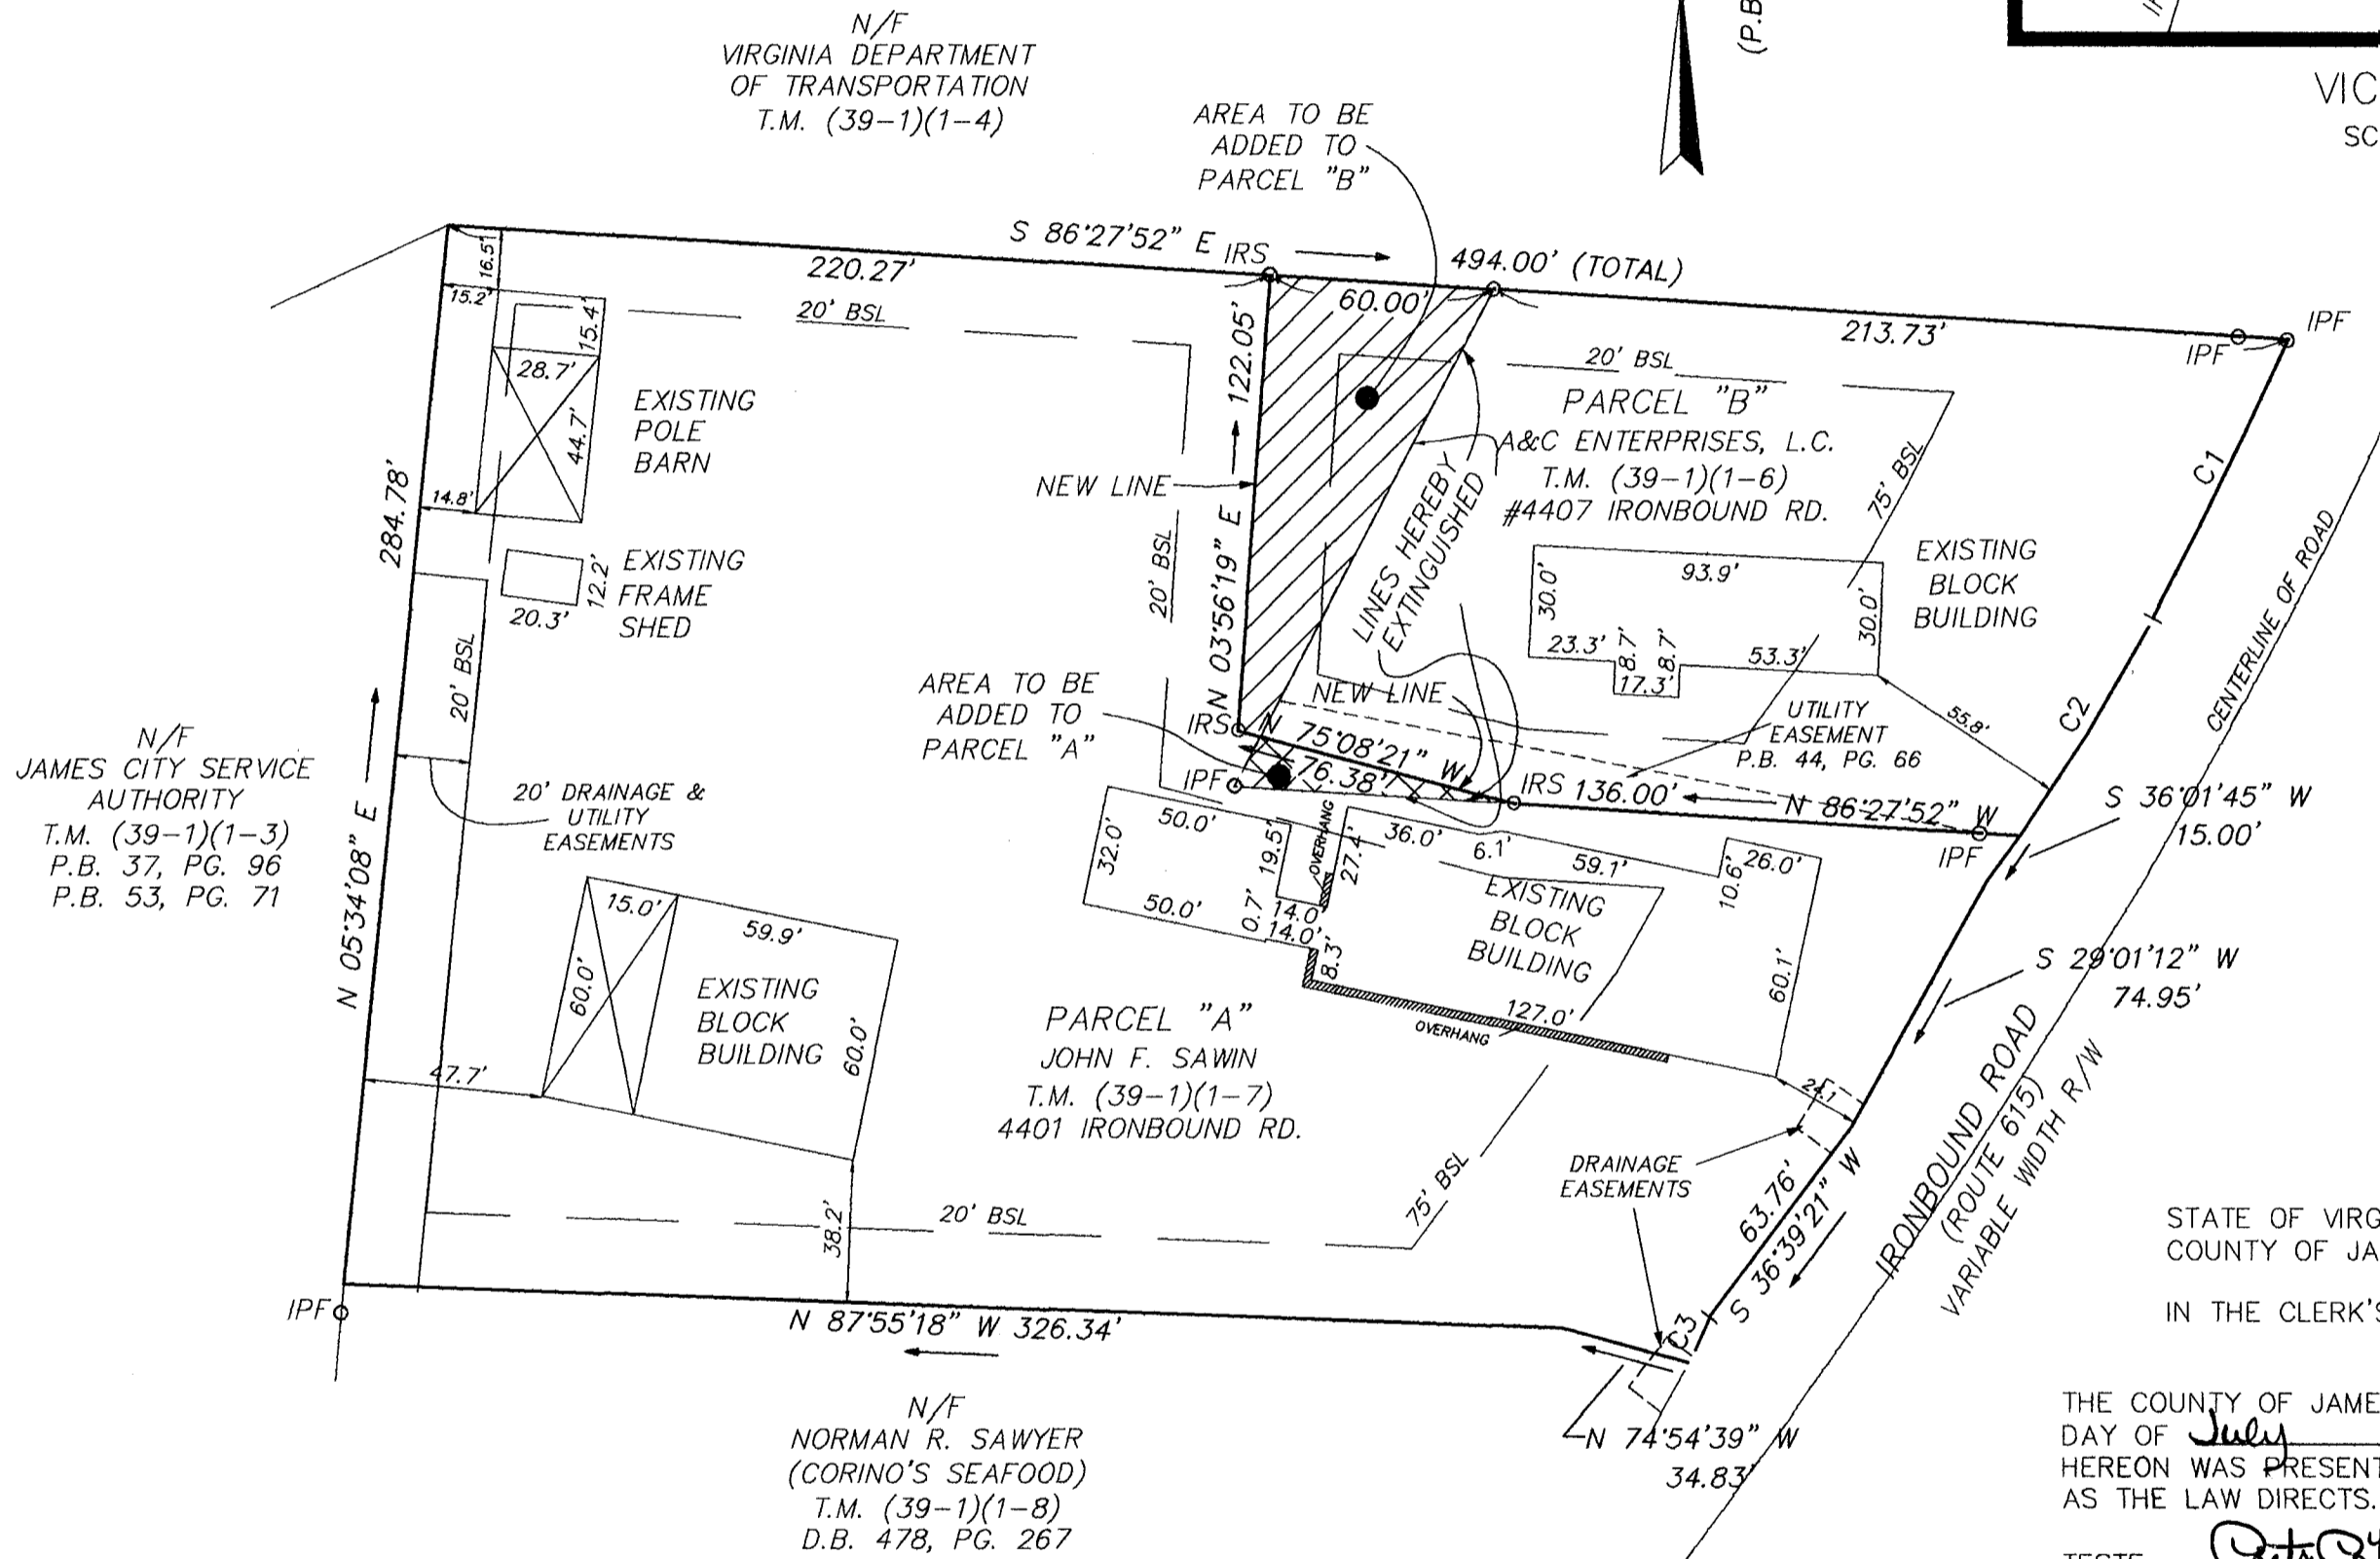 N/F
VIRGINIA DEPARTMENT
OF TRANSPORTATION
T.M. (39-1)(1-4)
AREA TO BE
ADDED TO
PARCEL "B"
(P.B
VIC
SC
S 86°27'52" E
IRS
494.00' (TOTAL)
220.27'
60.00'
213.73'
IPF
IPF
16.5'
15.2'
15.4'
28.7'
44.7'
14.8'
EXISTING
POLE
BARN
20' BSL
20' BSL
122.05'
N 03°56'19" E
NEW LINE
20' BSL
PARCEL "B"
A&C ENTERPRISES, L.C.
T.M. (39-1)(1-6)
#4407 IRONBOUND RD.
LINES HEREBY
EXTINGUISHED
75' BSL
C1
284.78'
EXISTING
FRAME
SHED
12.2'
20.3'
20' BSL
93.9'
30.0'
30.0'
23.3'
8.7'
8.7'
17.3'
53.3'
EXISTING
BLOCK
BUILDING
CENTERLINE OF ROAD
AREA TO BE
ADDED TO
PARCEL "A"
IRS
NEW LINE
N 75°08'21" W
76.38'
IPF
UTILITY
EASEMENT
P.B. 44, PG. 66
55.8'
C2
IRS
136.00'
N 86°27'52" W
IPF
S 36°01'45" W
15.00'
N/F
JAMES CITY SERVICE
AUTHORITY
T.M. (39-1)(1-3)
P.B. 37, PG. 96
P.B. 53, PG. 71
20' DRAINAGE &
UTILITY
EASEMENTS
N 05°34'08" E
50.0'
32.0'
50.0'
19.5'
OVERHANG
27.4'
0.7'
14.0'
14.0'
8.3'
36.0'
6.1'
59.1'
10.6'
26.0'
60.1'
EXISTING
BLOCK
BUILDING
127.0'
OVERHANG
S 29°01'12" W
74.95'
15.0'
59.9'
60.0'
60.0'
EXISTING
BLOCK
BUILDING
47.7'
PARCEL "A"
JOHN F. SAWIN
T.M. (39-1)(1-7)
4401 IRONBOUND RD.
24.1
DRAINAGE
EASEMENTS
75' BSL
20' BSL
38.2'
63.76'
S 36°39'21" W
IRONBOUND ROAD
(ROUTE 615)
VARIABLE WIDTH R/W
C3
IPF
N 87°55'18" W 326.34'
N 74°54'39" W
34.83'
N/F
NORMAN R. SAWYER
(CORINO'S SEAFOOD)
T.M. (39-1)(1-8)
D.B. 478, PG. 267
STATE OF VIRG
COUNTY OF JA
IN THE CLERK'S
THE COUNTY OF JAME
DAY OF July
HEREON WAS PRESENT
AS THE LAW DIRECTS.